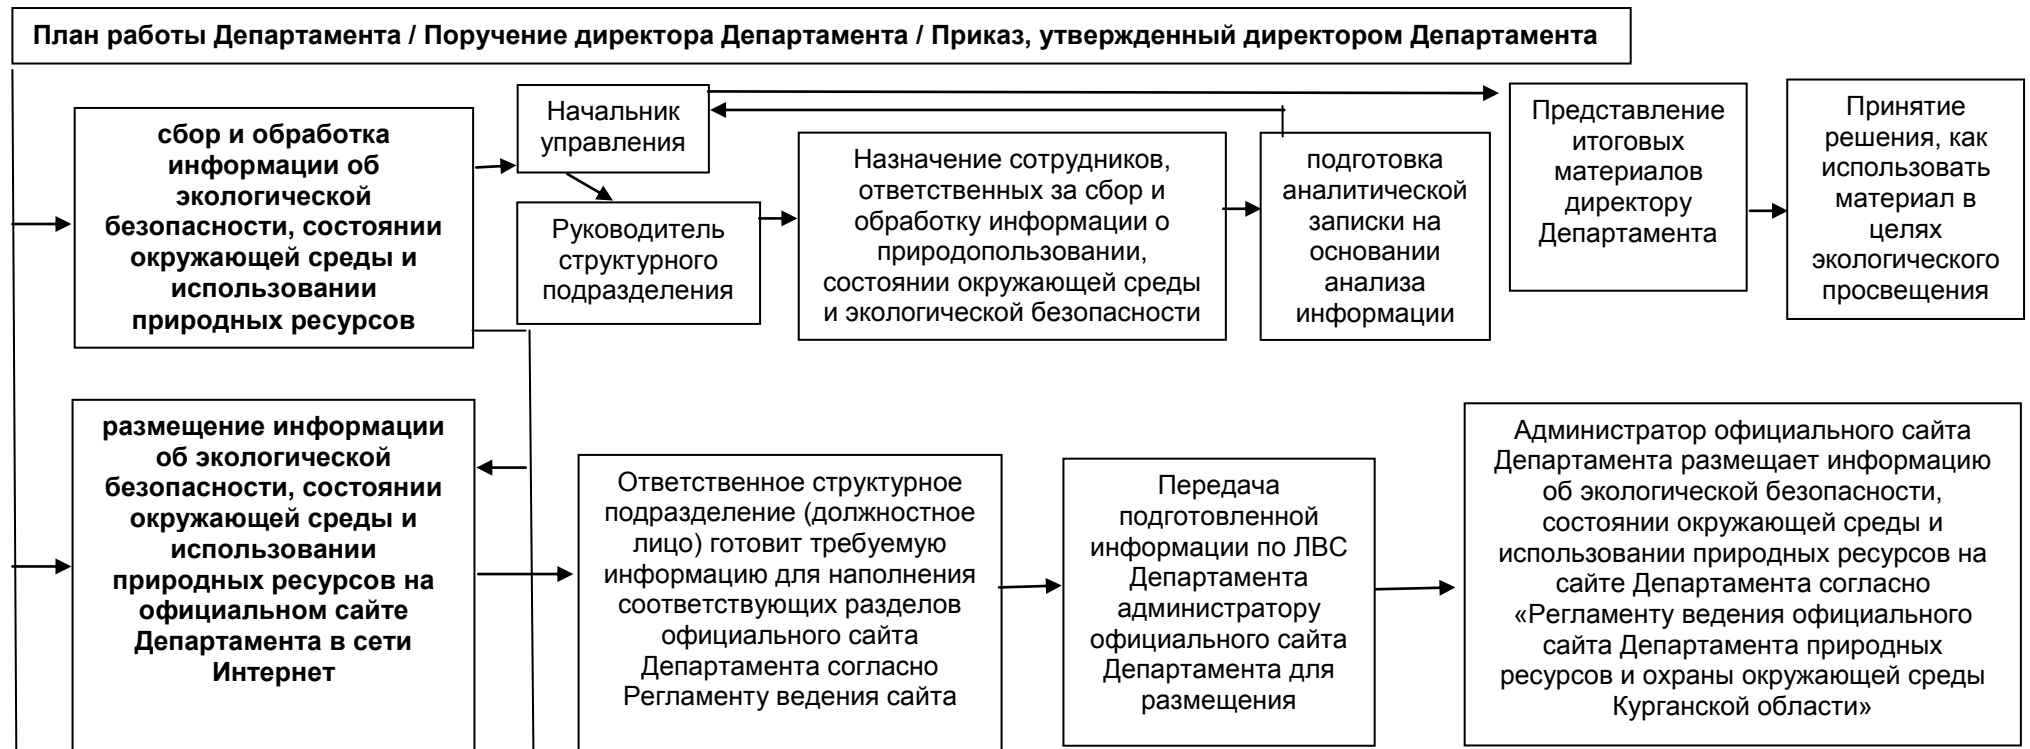 План работы Департамента / Поручение директора Департамента / Приказ, утвержденный директором Департамента
сбор и обработка
информации об
экологической
безопасности, состоянии
окружающей среды и
использовании
природных ресурсов
Начальник
управления
Руководитель
структурного
подразделения
Назначение сотрудников,
ответственных за сбор и
обработку информации о
природопользовании,
состоянии окружающей среды
и экологической безопасности
подготовка
аналитической
записки на
основании
анализа
информации
Представление
итоговых
материалов
директору
Департамента
Принятие
решения, как
использовать
материал в
целях
экологического
просвещения
размещение информации
об экологической
безопасности, состоянии
окружающей среды и
использовании
природных ресурсов на
официальном сайте
Департамента в сети
Интернет
Ответственное структурное
подразделение (должностное
лицо) готовит требуемую
информацию для наполнения
соответствующих разделов
официального сайта
Департамента согласно
Регламенту ведения сайта
Передача
подготовленной
информации по ЛВС
Департамента
администратору
официального сайта
Департамента для
размещения
Администратор официального сайта
Департамента размещает информацию
об экологической безопасности,
состоянии окружающей среды и
использовании природных ресурсов на
сайте Департамента согласно
«Регламенту ведения официального
сайта Департамента природных
ресурсов и охраны окружающей среды
Курганской области»